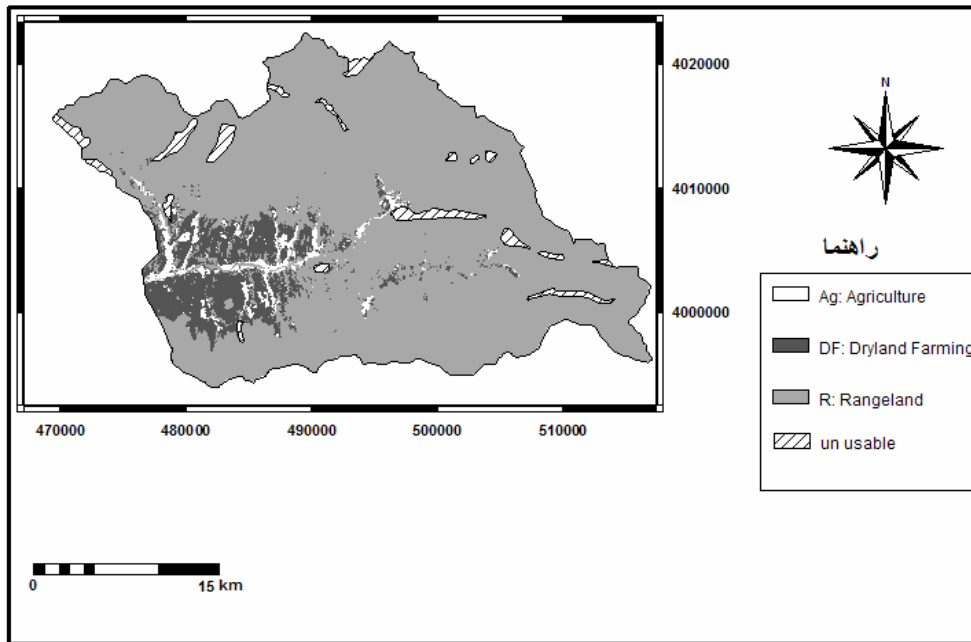 4020000
4010000
4000000
470000
480000
490000
500000
510000
N
راهنما
Ag: Agriculture
DF: Dryland Farming
R: Rangeland
un usable
0
15 km